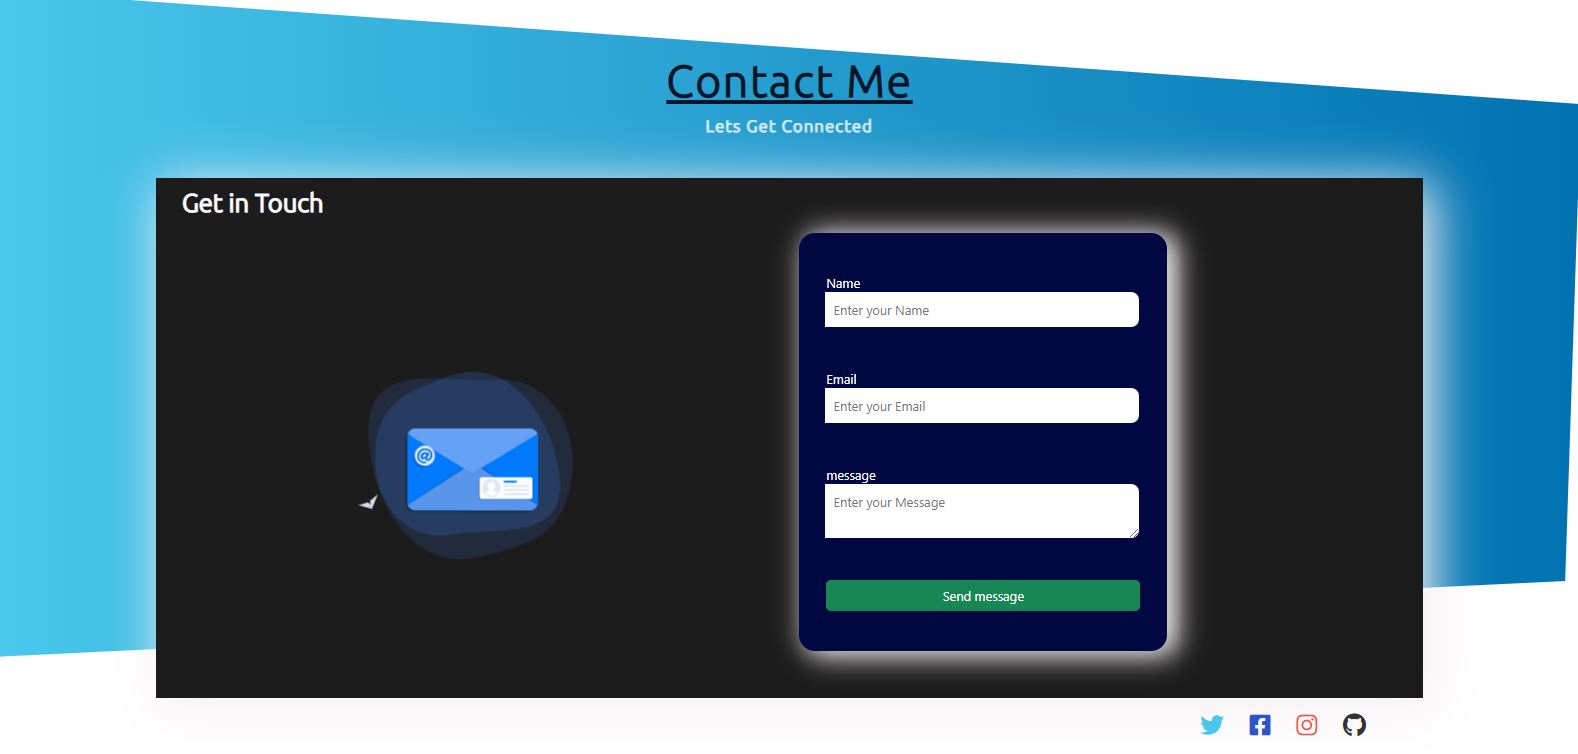 Contact Me
Lets Get Connected
Get in Touch
Name
Enter your Name
Email
Enter your Email
message
Enter your Message
Send message
@